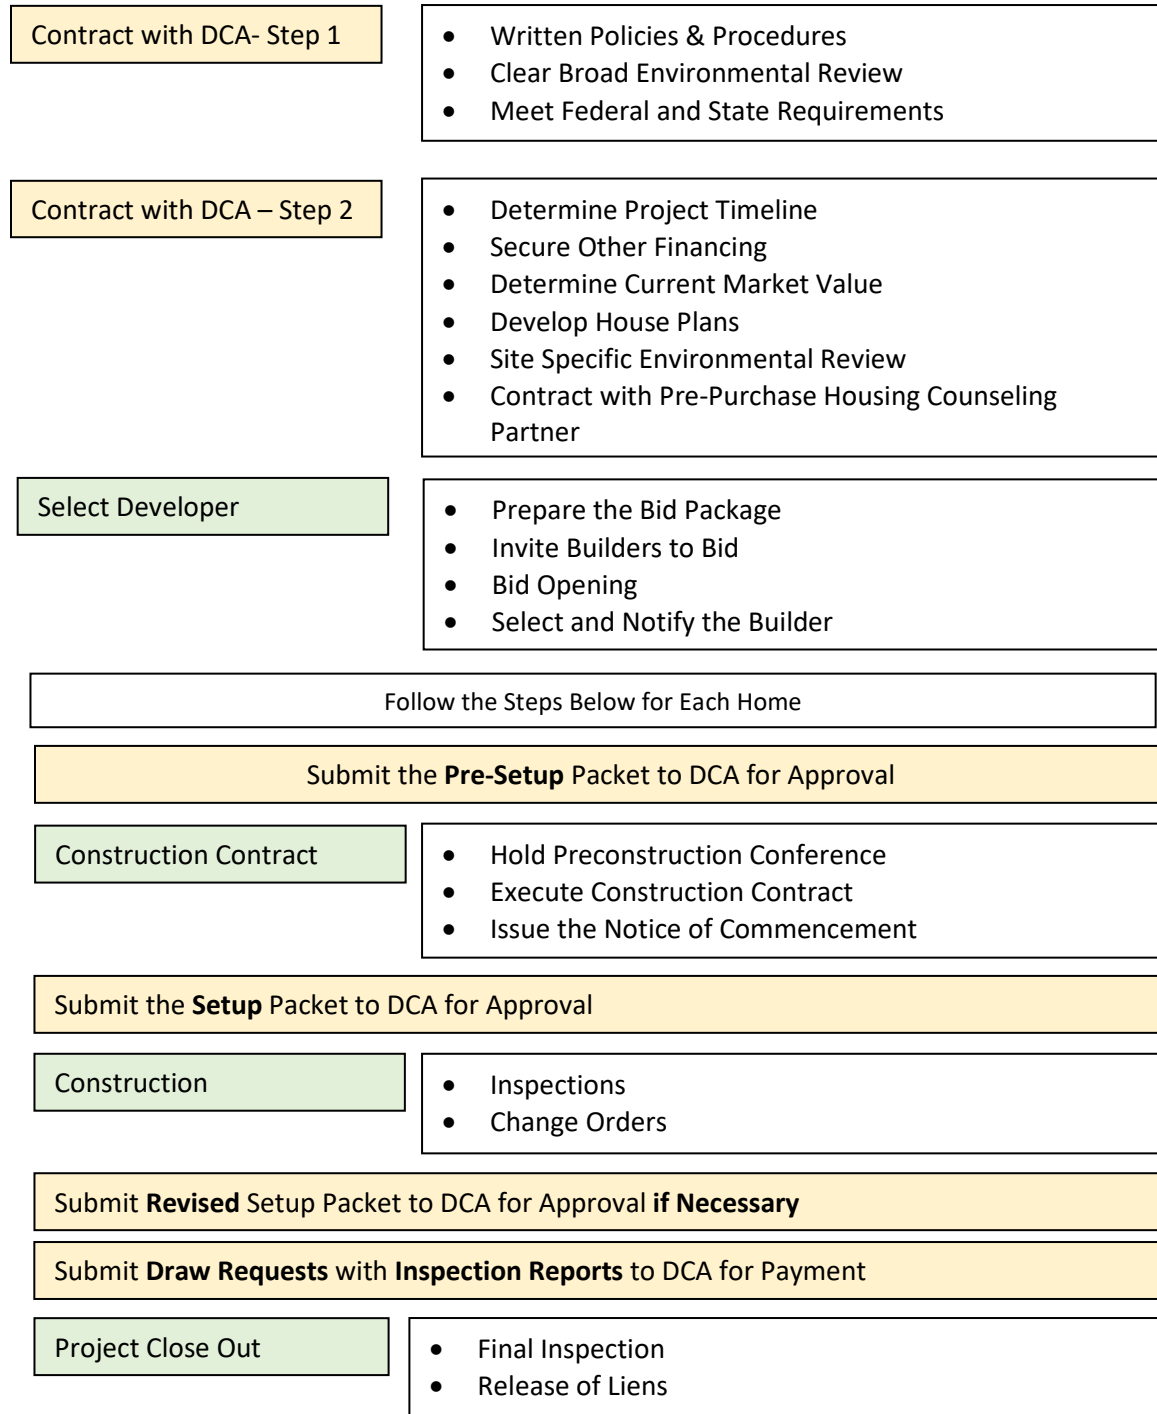 Contract with DCA- Step 1
• Written Policies & Procedures
• Clear Broad Environmental Review
• Meet Federal and State Requirements
Contract with DCA – Step 2
• Determine Project Timeline
• Secure Other Financing
• Determine Current Market Value
• Develop House Plans
• Site Specific Environmental Review
• Contract with Pre-Purchase Housing Counseling
Partner
Select Developer
• Prepare the Bid Package
• Invite Builders to Bid
• Bid Opening
• Select and Notify the Builder
Follow the Steps Below for Each Home
Submit the Pre-Setup Packet to DCA for Approval
Construction Contract
• Hold Preconstruction Conference
• Execute Construction Contract
• Issue the Notice of Commencement
Submit the Setup Packet to DCA for Approval
Construction
• Inspections
• Change Orders
Submit Revised Setup Packet to DCA for Approval if Necessary
Submit Draw Requests with Inspection Reports to DCA for Payment
Project Close Out
• Final Inspection
• Release of Liens